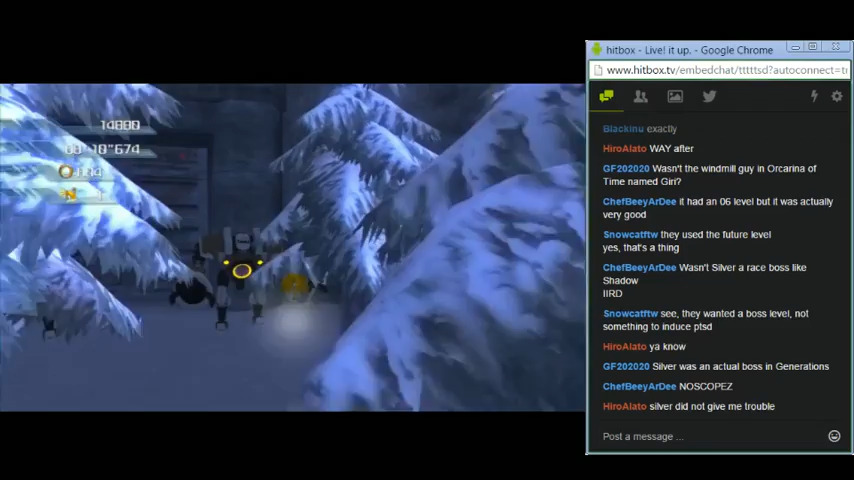 14880
hitbox - Live! it up. - Google Chrome
www.hitbox.tv/embedchat/tttttsd?autoconnect=tr
Blackinu exactly
HiroAlato WAY after
GF202020 Wasn't the windmill guy in Orcarina of
Time named Giri?
ChefBeeyArDee it had an 06 level but it was actually
very good
Snowcatftw they used the future level
yes, that's a thing
ChefBeeyArDee Wasn't Silver a race boss like
Shadow
IIRD
Snowcatftw see, they wanted a boss level, not
something to induce ptsd
HiroAlato ya know
GF202020 Silver was an actual boss in Generations
ChefBeeyArDee NOSCOPEZ
HiroAlato silver did not give me trouble
Post a message ...